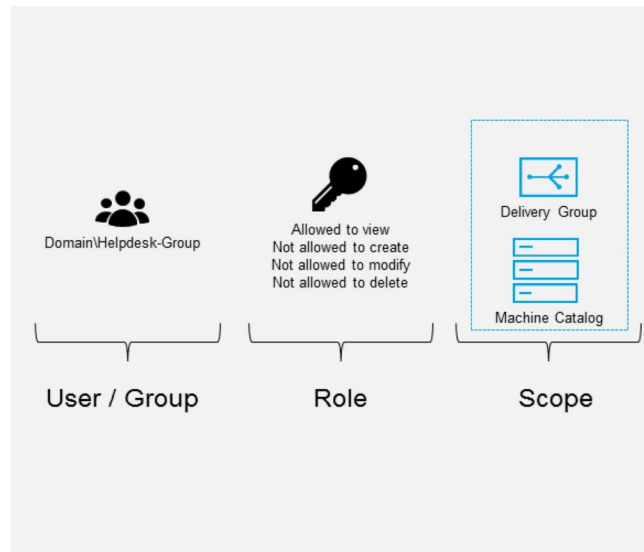 Domain\Helpdesk-Group
Allowed to view
Not allowed to create
Not allowed to modify
Not allowed to delete
Delivery Group
Machine Catalog
User / Group
Role
Scope